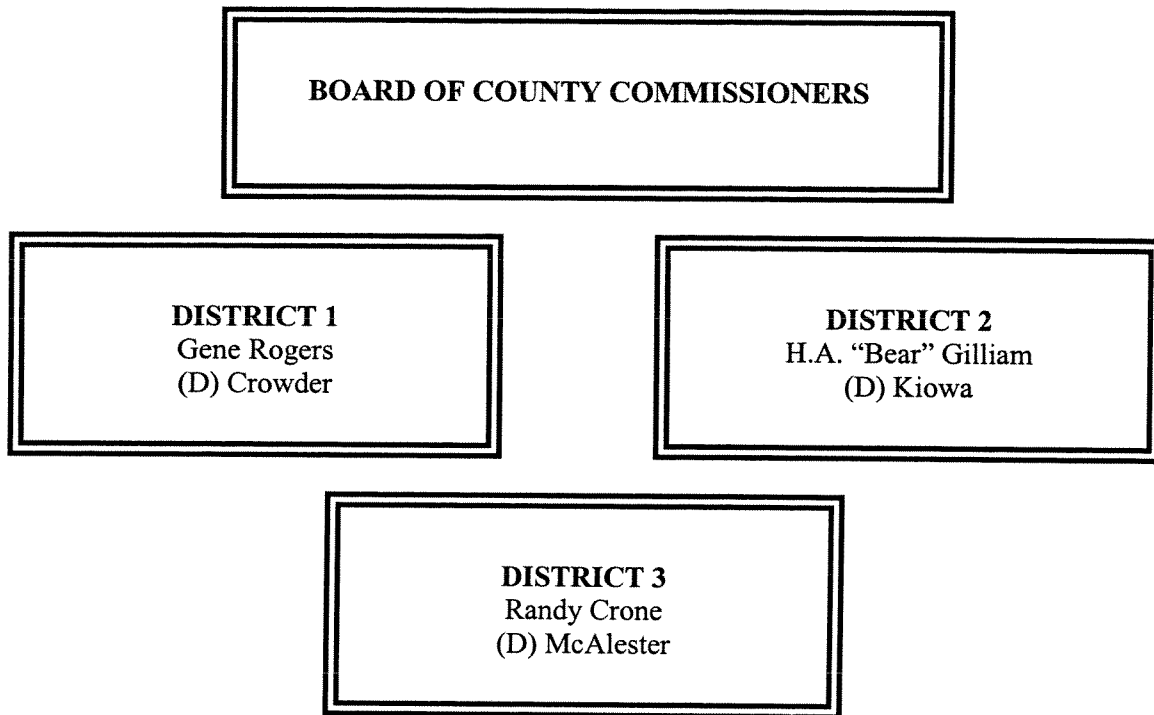 BOARD OF COUNTY COMMISSIONERS
DISTRICT 1
Gene Rogers
(D) Crowder
DISTRICT 2
H.A. “Bear” Gilliam
(D) Kiowa
DISTRICT 3
Randy Crone
(D) McAlester